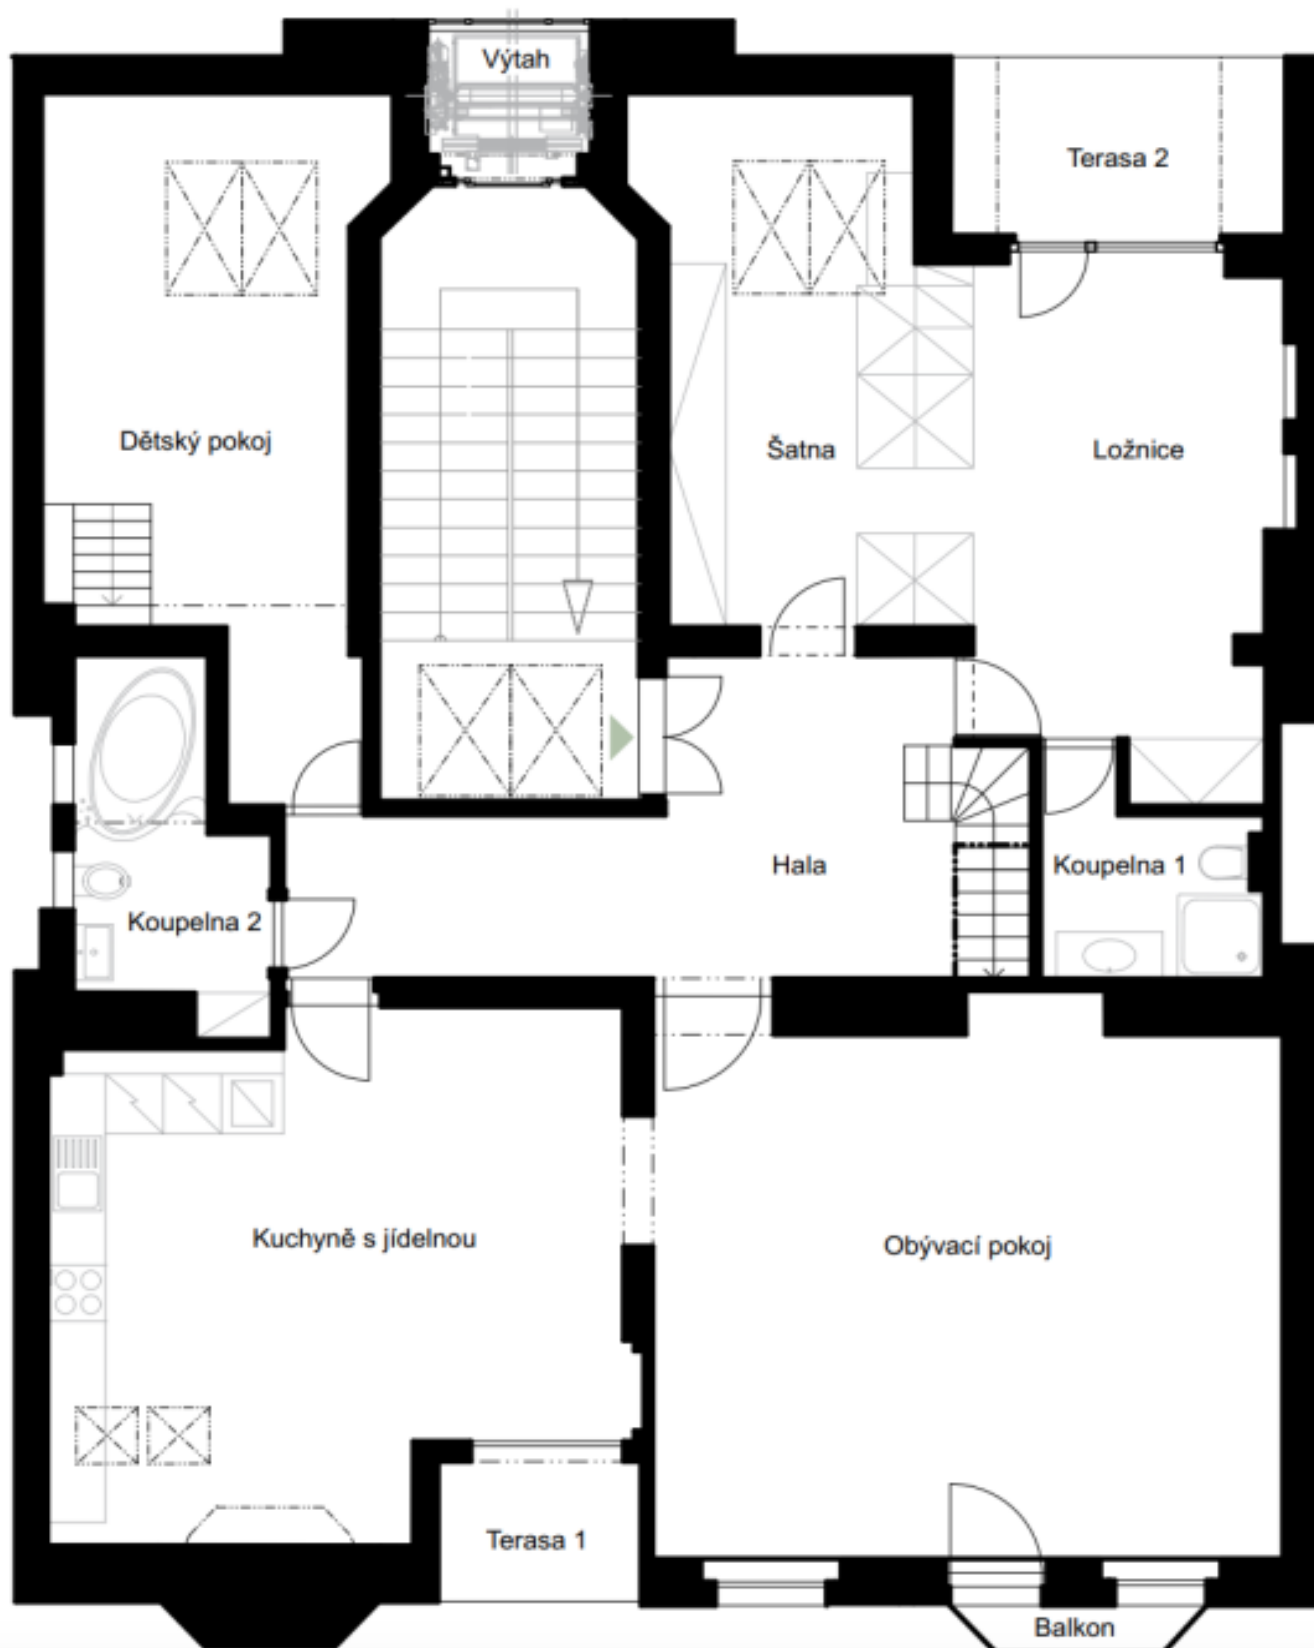 Výtah
Terasa 2
Dětský pokoj
Šatna
Ložnice
Hala
Koupelna 1
Koupelna 2
Kuchyně s jídelnou
Obývací pokoj
Terasa 1
Balkon